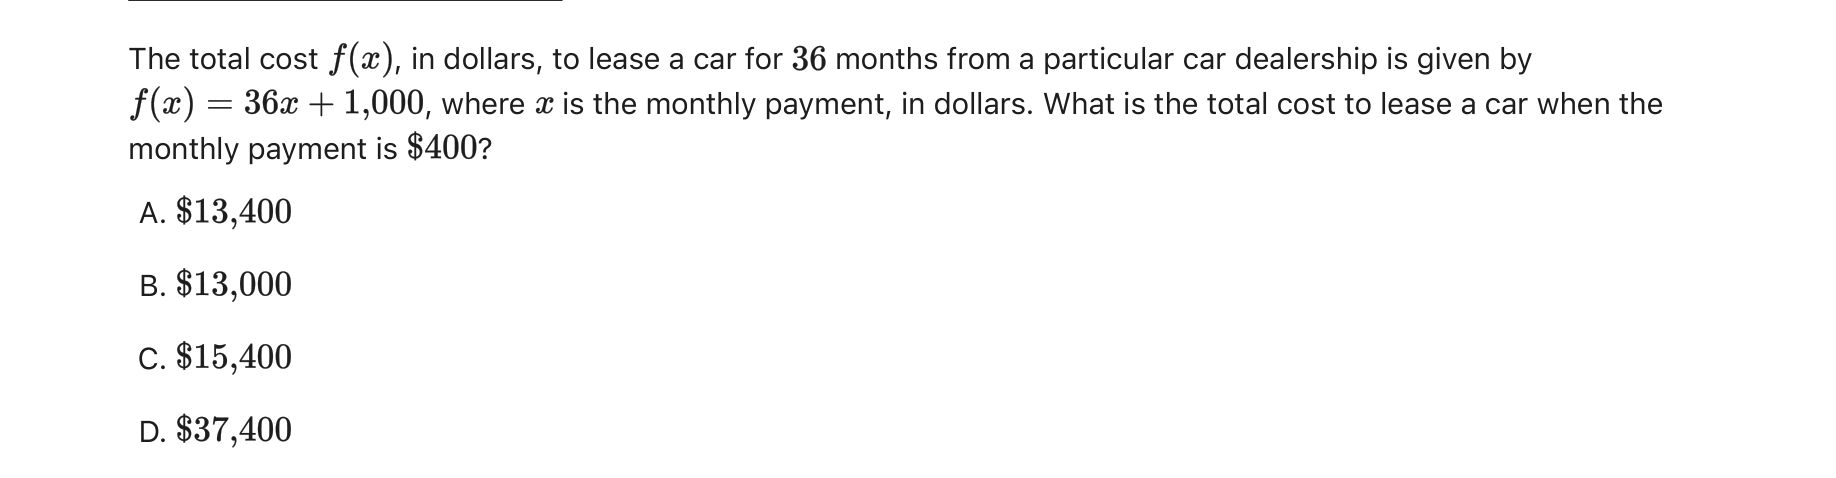 The total cost f(x), in dollars, to lease a car for 36 months from a particular car dealership is given by
f(x) = 36x + 1,000, where x is the monthly payment, in dollars. What is the total cost to lease a car when the
monthly payment is $400?
A. $13,400
B. $13,000
C. $15,400
D. $37,400